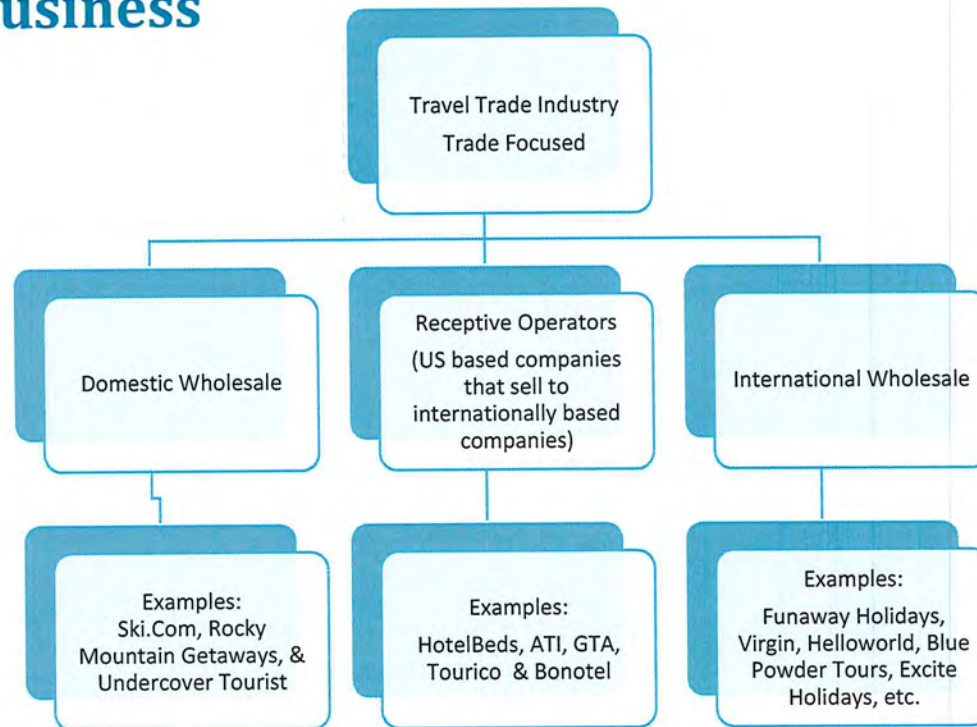 usiness
Travel Trade Industry
Trade Focused
Domestic Wholesale
Receptive Operators
(US based companies
that sell to
internationally based
companies)
International Wholesale
Examples:
Ski.Com, Rocky
Mountain Getaways, &
Undercover Tourist
Examples:
HotelBeds, ATI, GTA,
Tourico & Bonotel
Examples:
Funaway Holidays,
Virgin, Helloworld, Blue
Powder Tours, Excite
Holidays, etc.